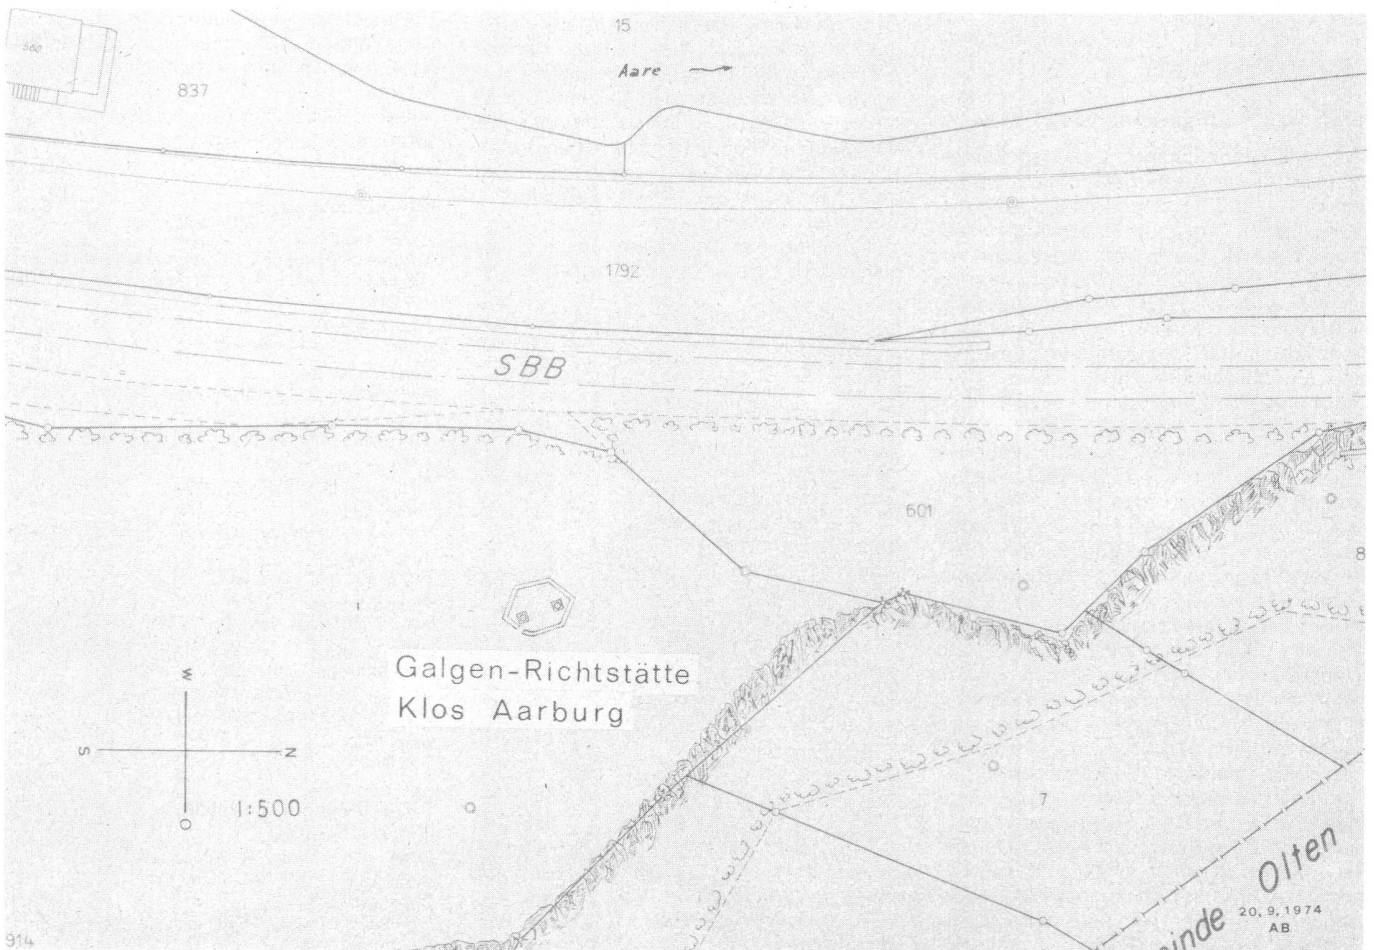 15
Aare
560
837
1792
SBB
601
8
Galgen-Richtstätte
Klos Aarburg
W
S
N
O
1:500
7
Olten
inde
20.9.1974
AB
914